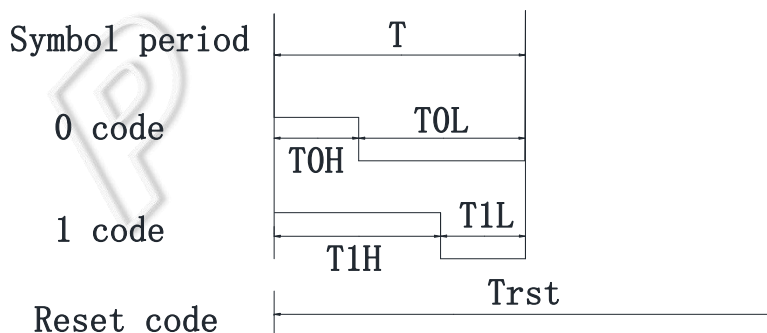 Symbol period T
0 code T0H T0L
1 code T1H T1L
Reset code Trst